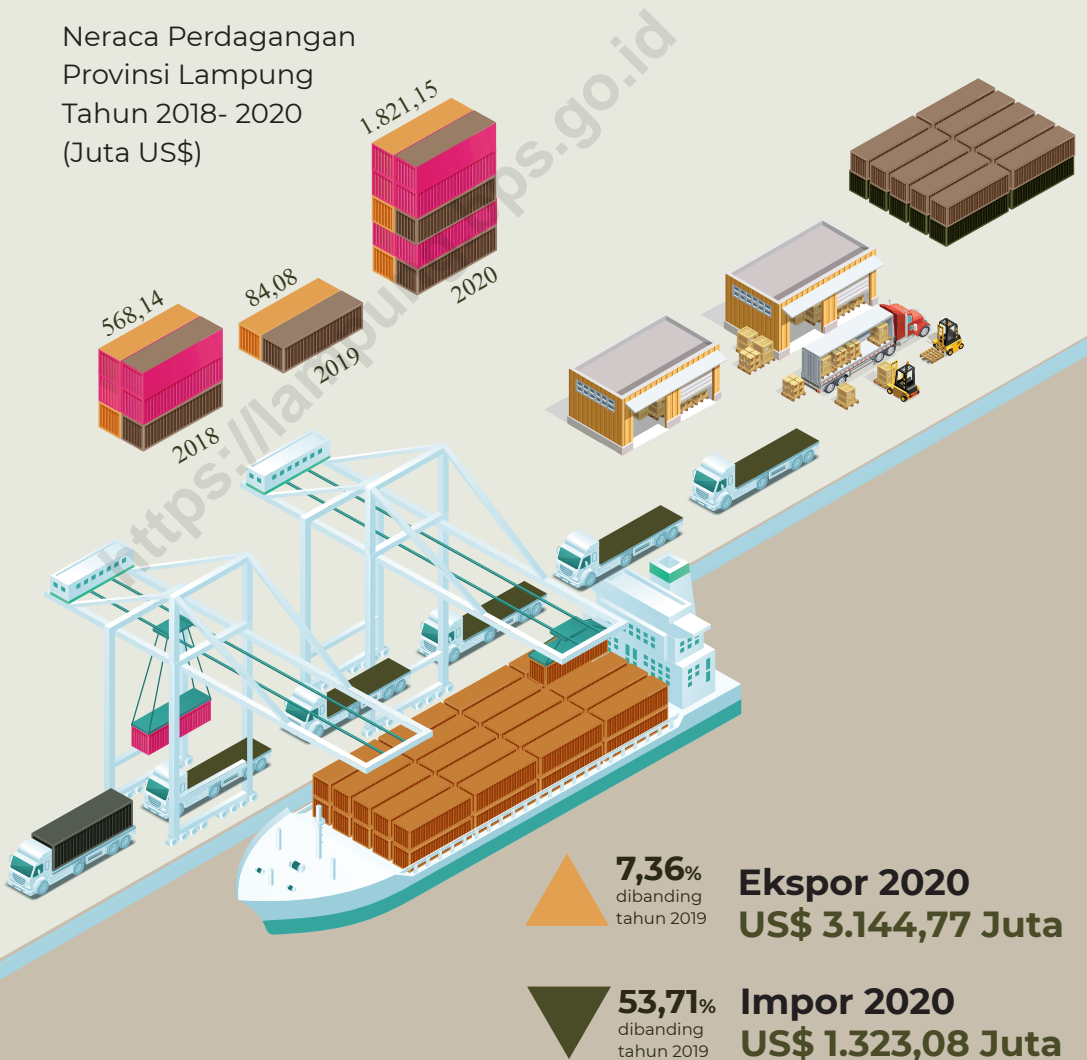 Neraca Perdagangan
Provinsi Lampung
Tahun 2018- 2020
(Juta US$)
568,14
2018
84,08
2019
1.821,15
2020
7,36%
dibanding
tahun 2019
Ekspor 2020
US$ 3.144,77 Juta
53,71%
dibanding
tahun 2019
Impor 2020
US$ 1.323,08 Juta